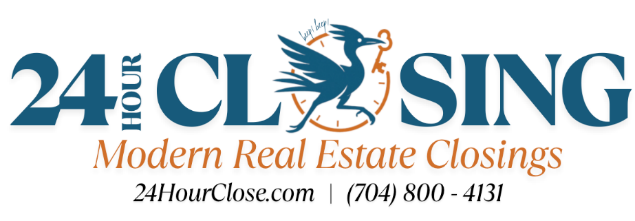 beep! beep!
24 HOUR CLOSING
Modern Real Estate Closings
24HourClose.com | (704) 800 - 4131